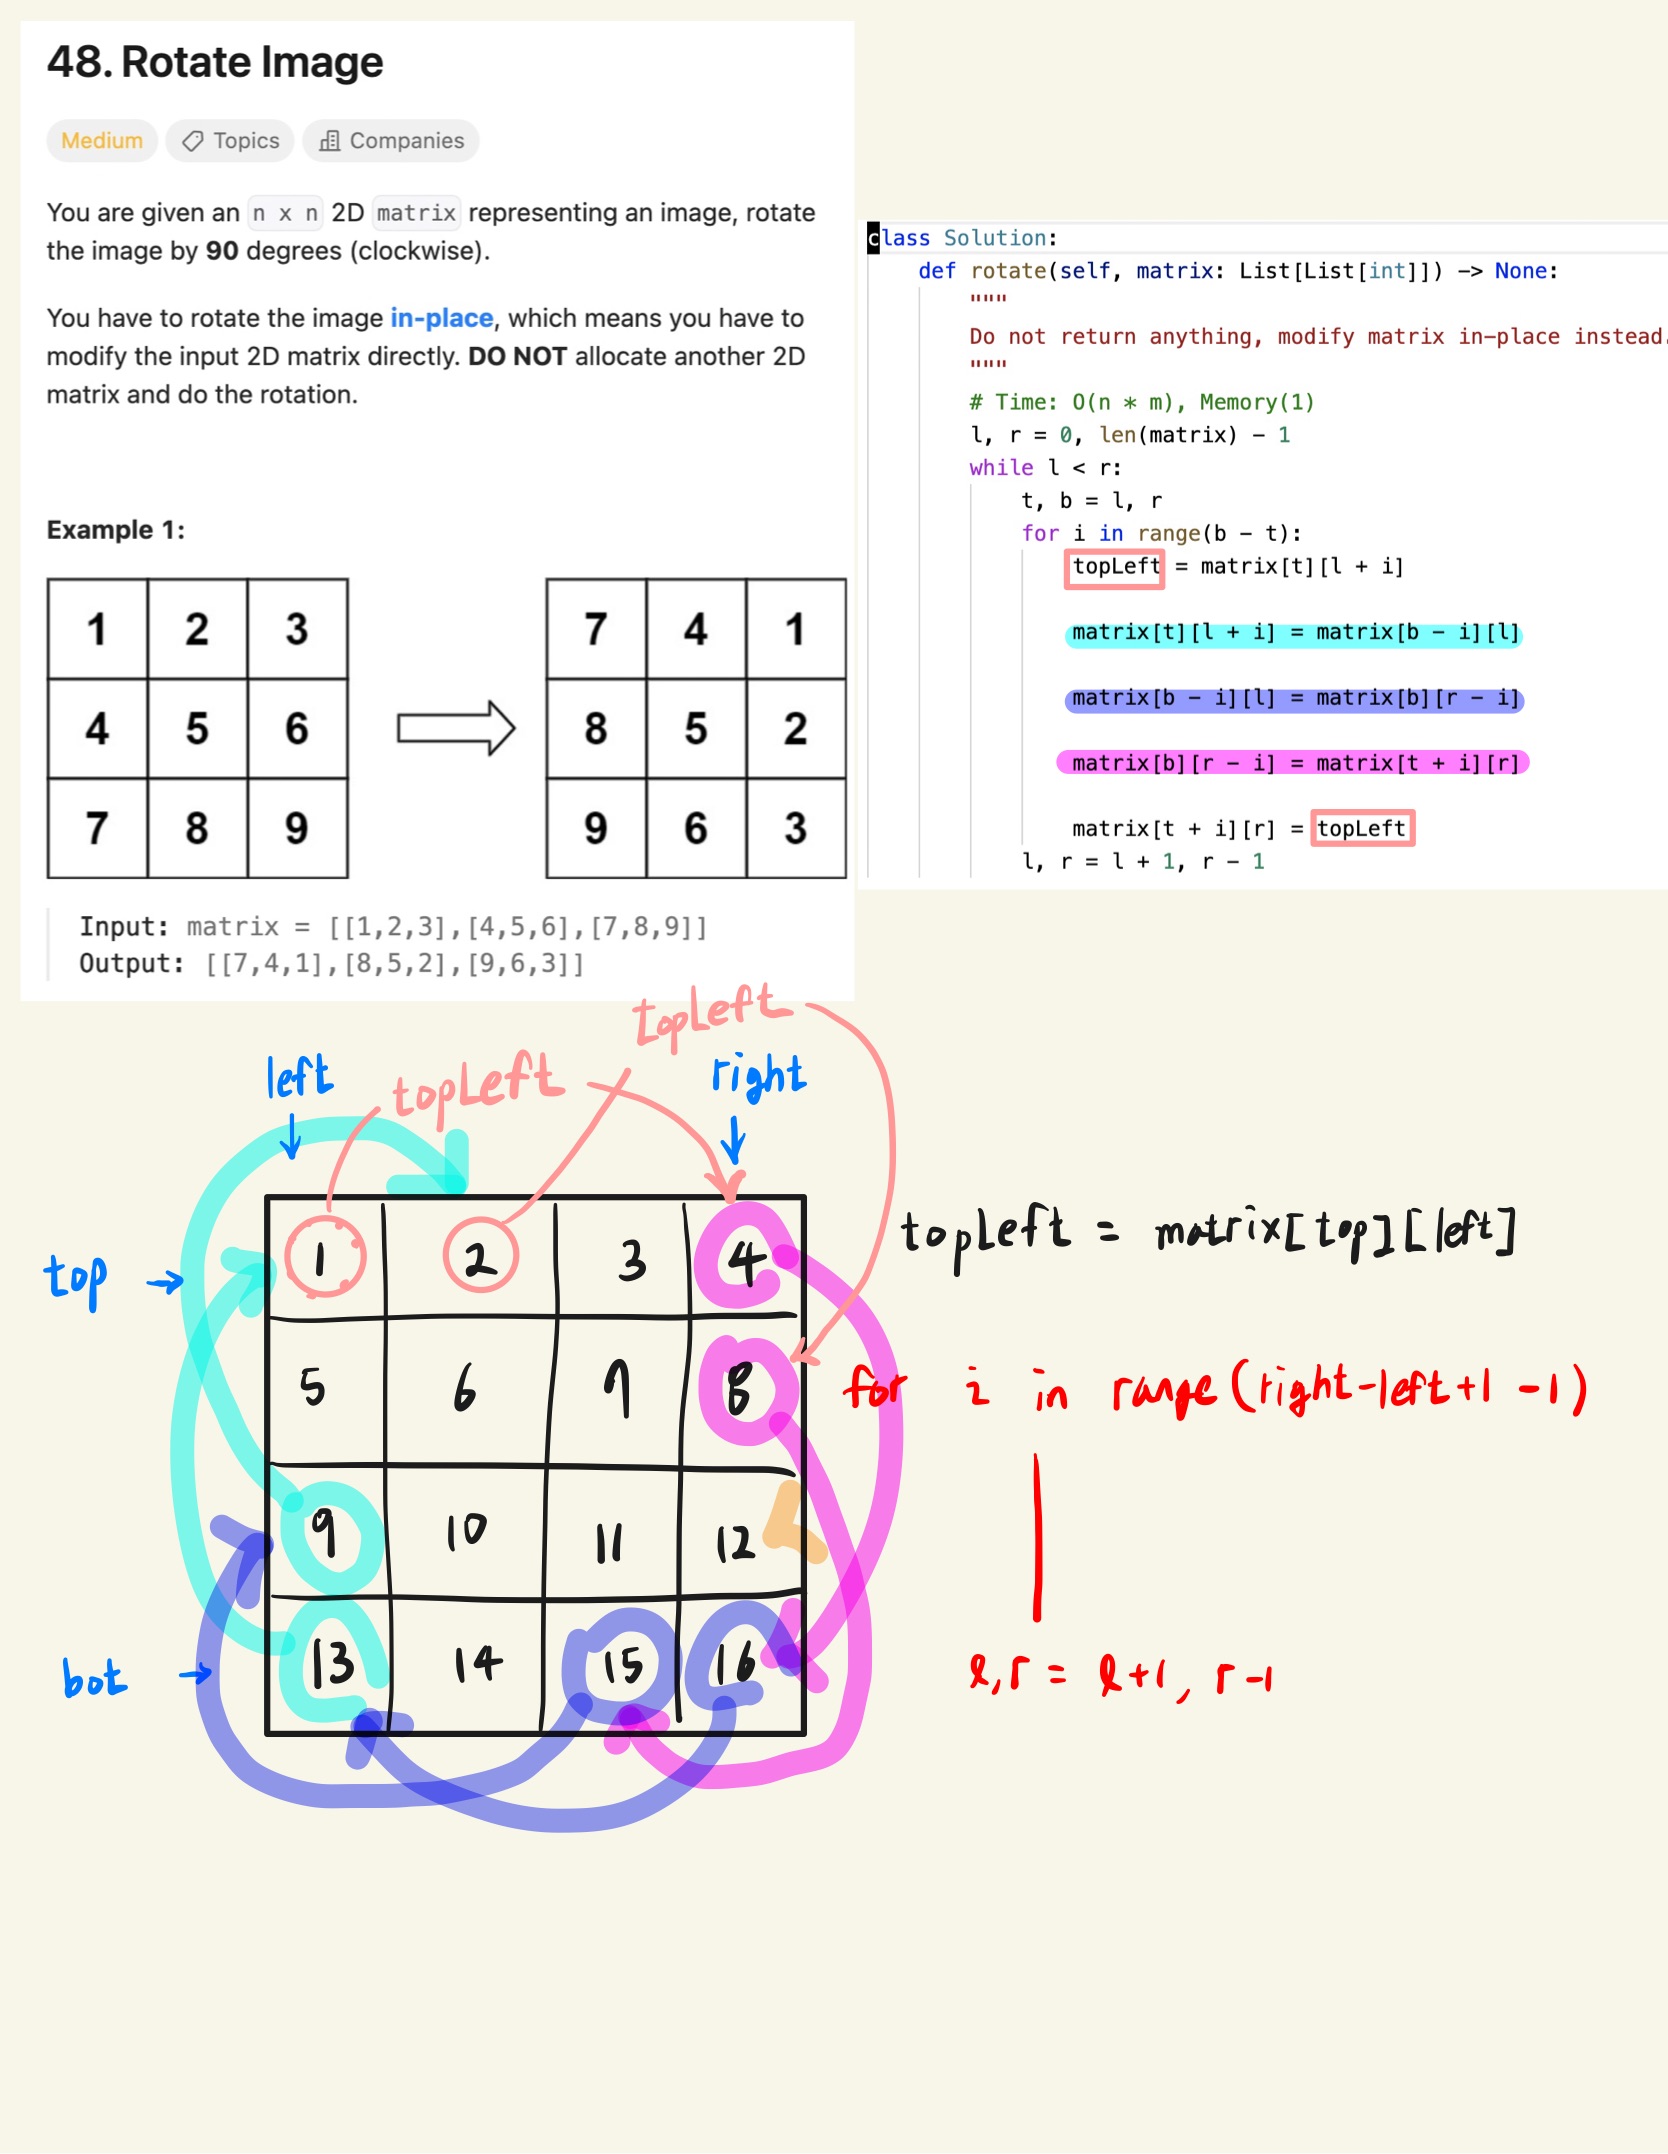 48. Rotate Image
Medium Topics Companies
You are given an n x n 2D matrix representing an image, rotate
the image by 90 degrees (clockwise).
You have to rotate the image in-place, which means you have to
modify the input 2D matrix directly. DO NOT allocate another 2D
matrix and do the rotation.
Example 1:
1 2 3
4 5 6
7 8 9
7 4 1
8 5 2
9 6 3
Input: matrix = [[1,2,3],[4,5,6],[7,8,9]]
Output: [[7,4,1],[8,5,2],[9,6,3]]
class Solution:
def rotate(self, matrix: List[List[int]]) -> None:
"""
Do not return anything, modify matrix in-place instead.
"""
# Time: O(n * m), Memory(1)
l, r = 0, len(matrix) - 1
while l < r:
t, b = l, r
for i in range(b - t):
topLeft = matrix[t][l + i]
matrix[t][l + i] = matrix[b - i][l]
matrix[b - i][l] = matrix[b][r - i]
matrix[b][r - i] = matrix[t + i][r]
matrix[t + i][r] = topLeft
l, r = l + 1, r - 1
topLeft
left
topLeft
right
top
bot
1 2 3 4
5 6 7 8
9 10 11 12
13 14 15 16
topLeft = matrix[top][left]
for i in range(right-left+1 -1)
l,r = l+1, r-1